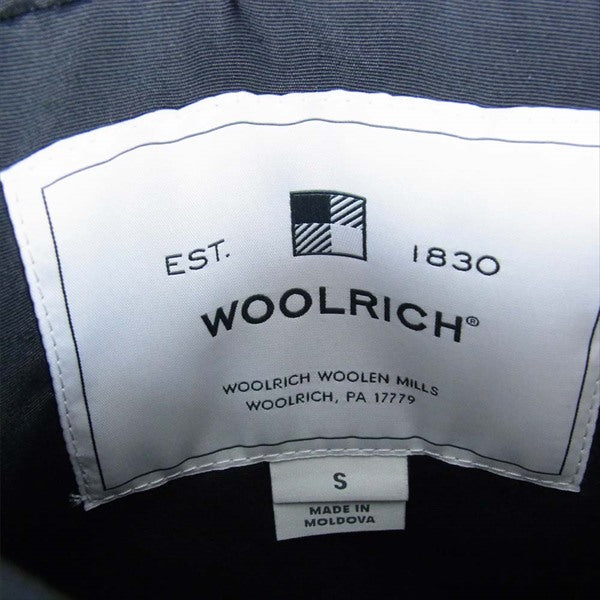 EST. 1830
WOOLRICH®
WOOLRICH WOOLEN MILLS
WOOLRICH, PA 17779
S
MADE IN
MOLDOVA